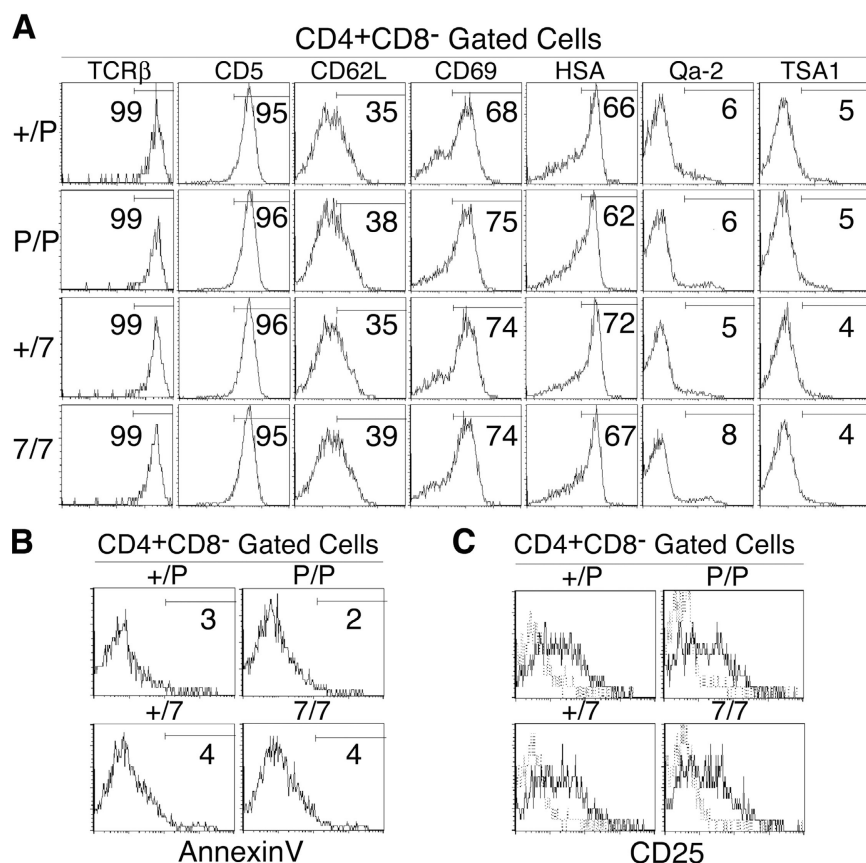 A
CD4+CD8- Gated Cells
TCRβ CD5 CD62L CD69 HSA Qa-2 TSA1
+/P 99 95 35 68 66 6 5
P/P 99 96 38 75 62 6 5
+/7 99 96 35 74 72 5 4
7/7 99 95 39 74 67 8 4
B C
CD4+CD8- Gated Cells CD4+CD8- Gated Cells
+/P P/P +/P P/P
3 2
+/7 7/7 +/7 7/7
4 4
AnnexinV CD25